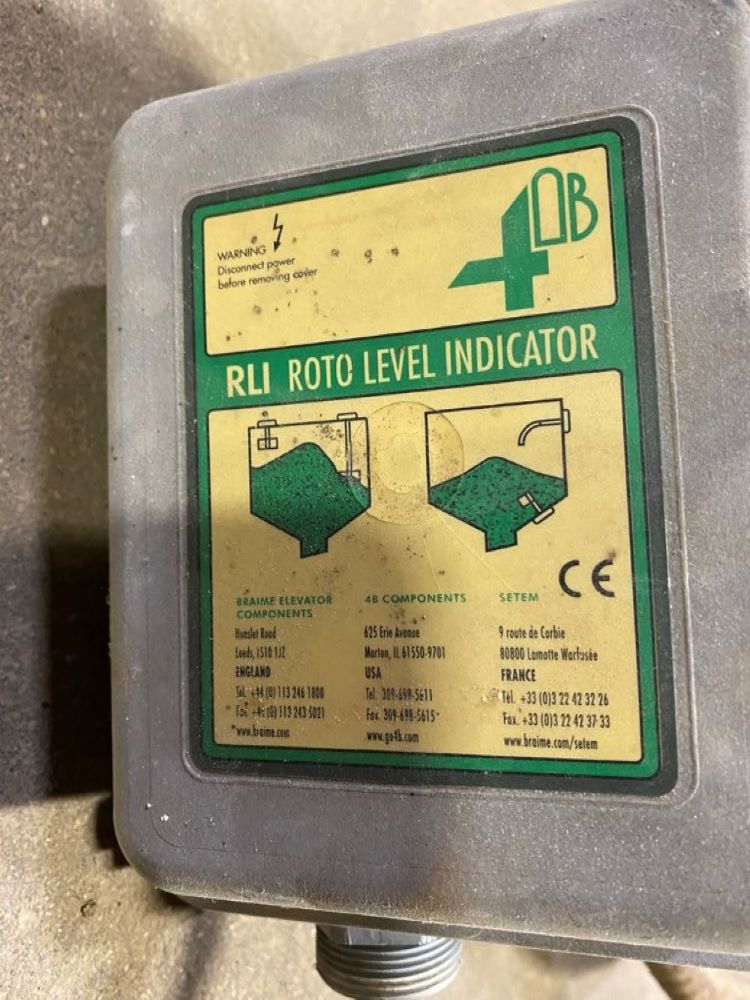 WARNING
Disconnect power
before removing cover
4B
RLI ROTO LEVEL INDICATOR
CE
BRAIME ELEVATOR
COMPONENTS
Hunslet Road
Leeds, LS10 1JZ
ENGLAND
Tel. +44 (0) 113 246 1800
Fax. +44 (0) 113 243 5021
www.braime.com
4B COMPONENTS
625 Erie Avenue
Morton, IL 61550-9701
USA
Tel. 309-698-5611
Fax. 309-698-5615
www.go4b.com
SETEM
9 route de Corbie
80800 Lamotte Warfusée
FRANCE
Tél. +33 (0)3 22 42 32 26
Fax. +33 (0)3 22 42 37 33
www.braime.com/setem